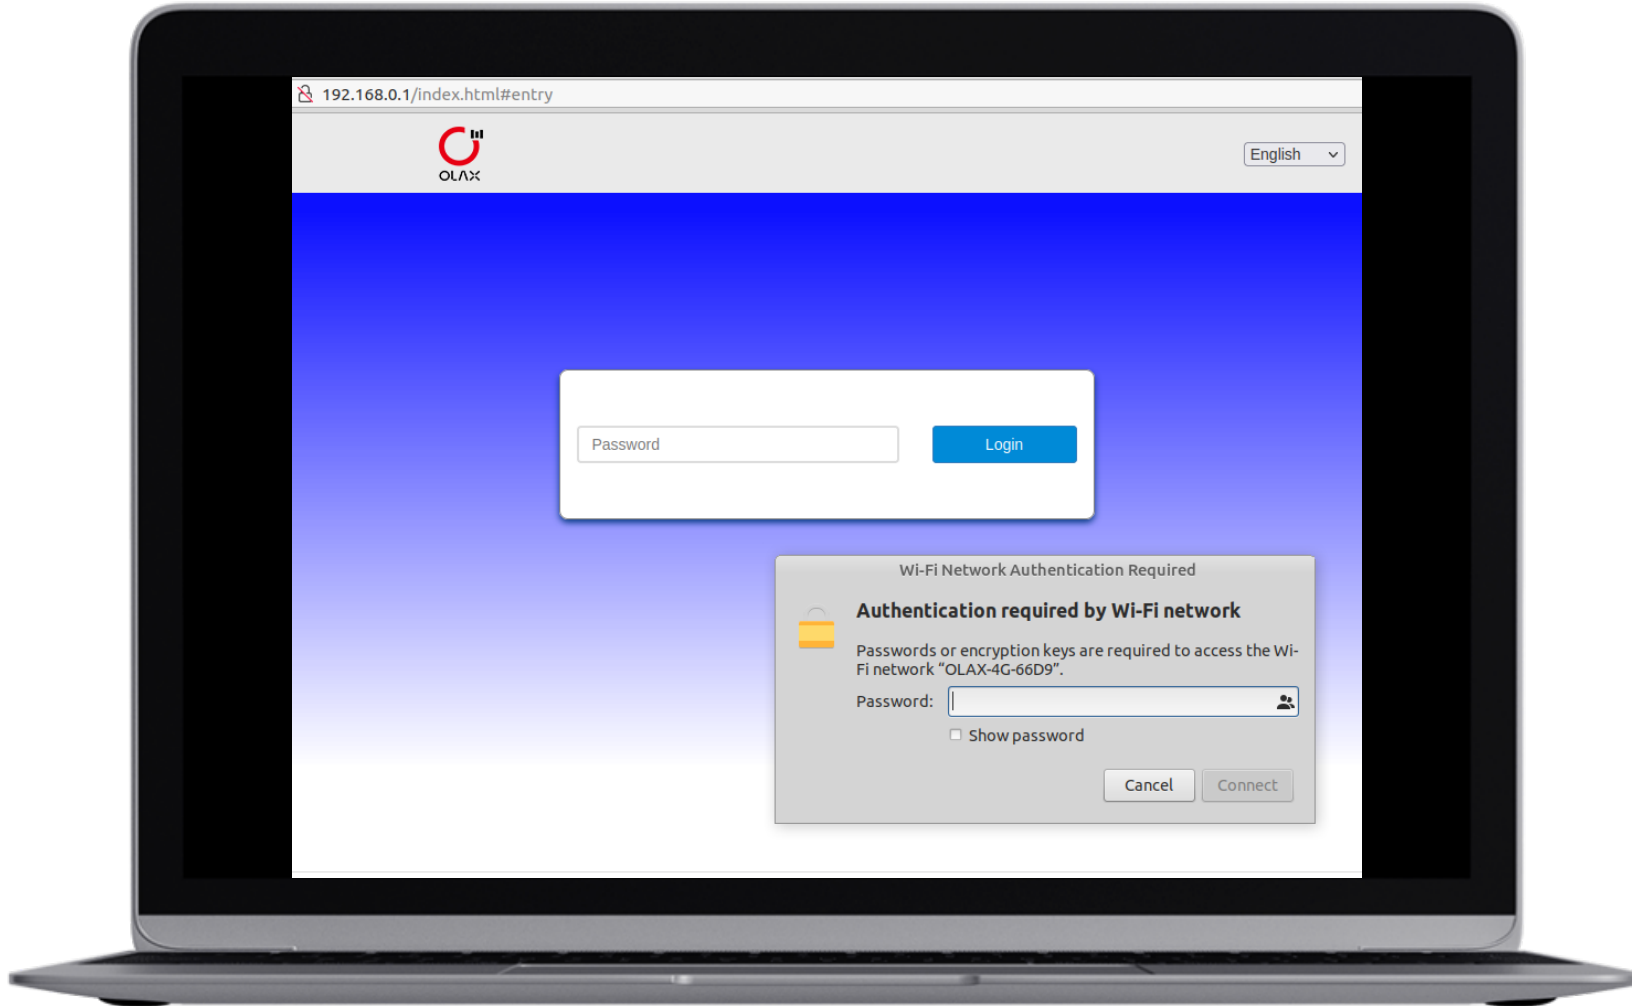 192.168.0.1/index.html#entry
OLAX
English
Password
Login
Wi-Fi Network Authentication Required
Authentication required by Wi-Fi network
Passwords or encryption keys are required to access the Wi-
Fi network “OLAX-4G-66D9”.
Password:
Show password
Cancel
Connect